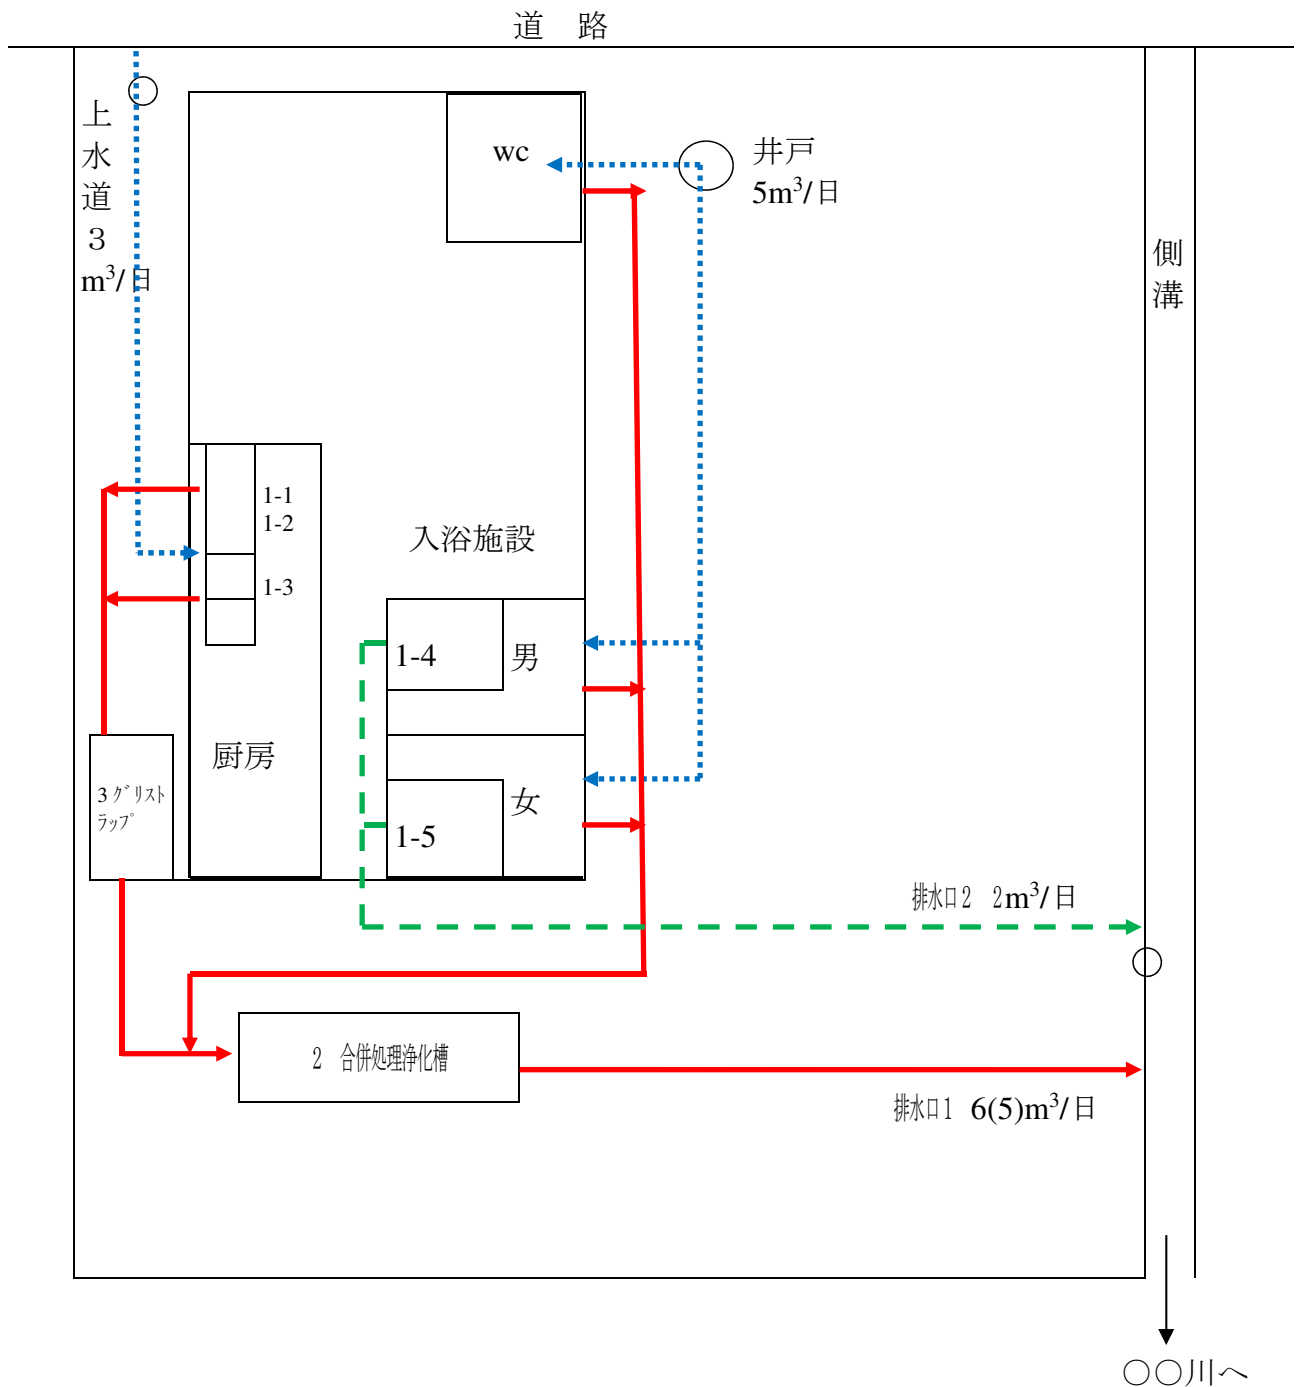 道　路
上
水
道
３
m³/日
wc
井戸
5m³/日
側
溝
1-1
1-2
1-3
入浴施設
1-4
男
厨房
3ｸﾞﾘｽﾄ
ﾗｯﾌﾟ
女
1-5
排水口2　2m³/日
2　合併処理浄化槽
排水口1　6(5)m³/日
○○川へ